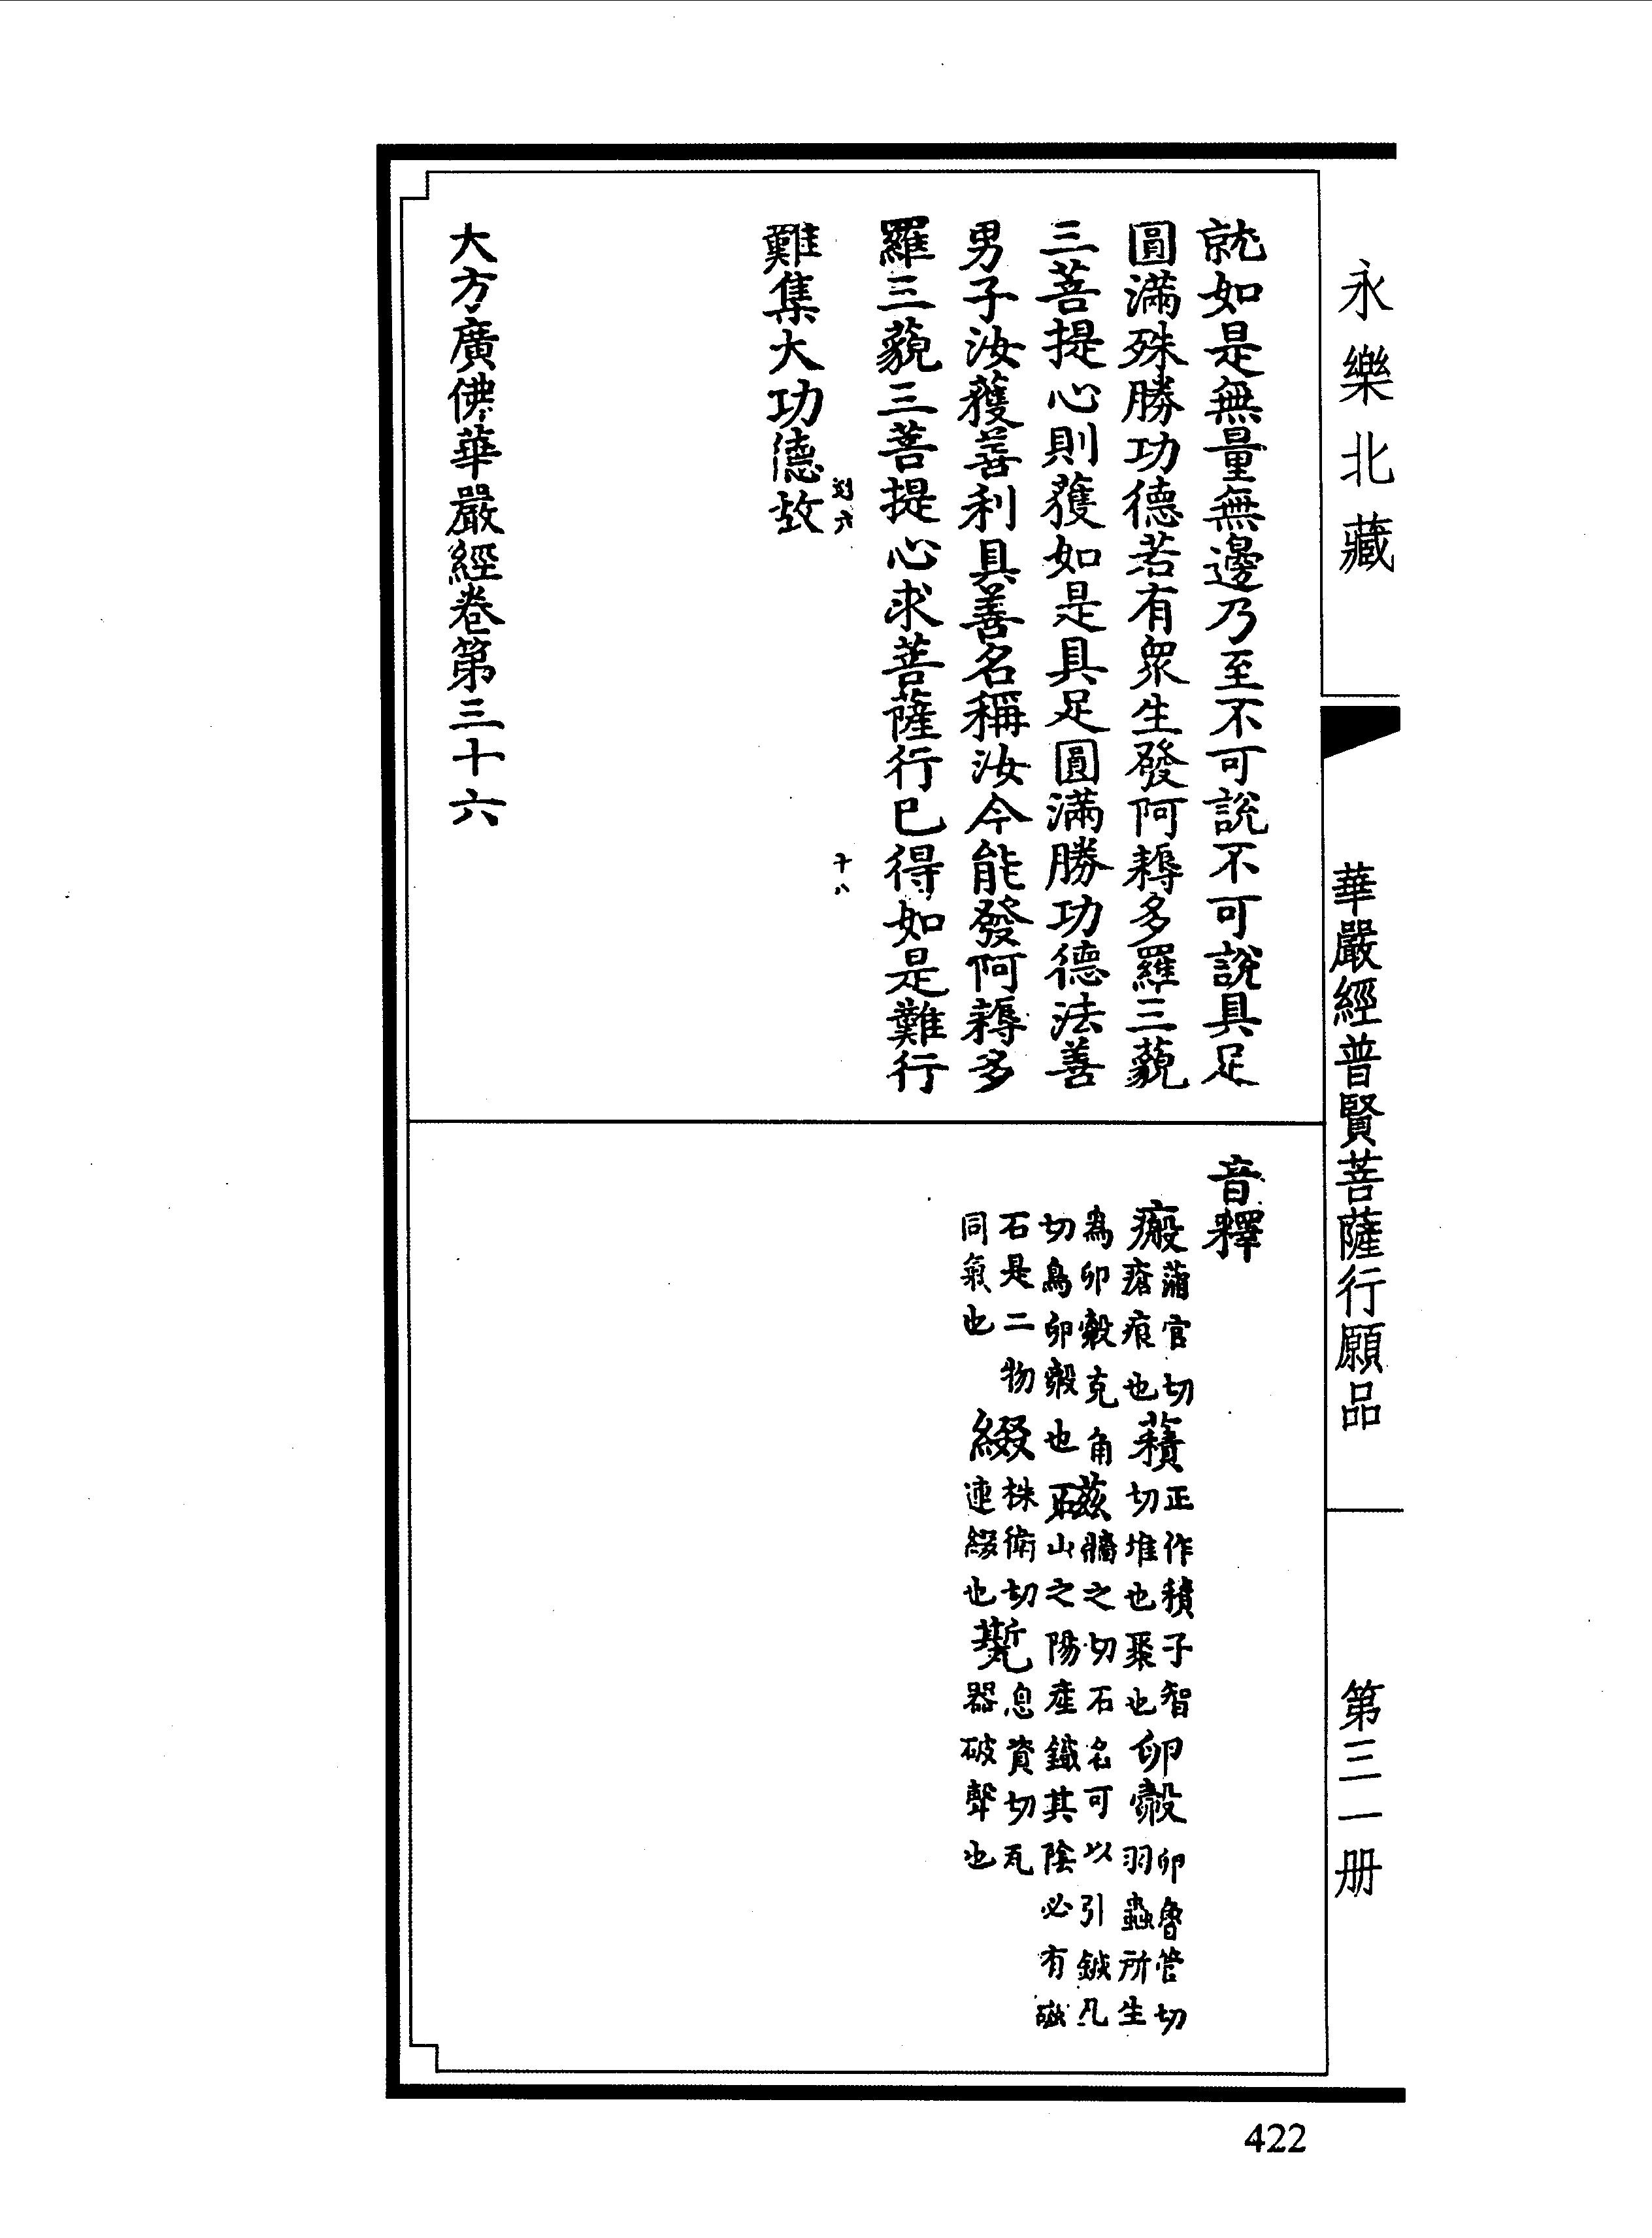 永樂北藏
華嚴經普賢菩薩行願品
第三一册
就如是無量無邊乃至不可說不可說具足
圓滿殊勝功德若有衆生發阿耨多羅三藐
三菩提心則獲如是具足圓滿勝功德法善
男子汝獲善利具善名稱汝今能發阿耨多
羅三藐三菩提心求菩薩行已得如是難行
難集大功德故
刻六
十八
大方廣佛華嚴經卷第三十六
音釋
瘢蒲官切瘡痕也𧂐正作積子智切堆也聚也卵㲉卵魯管切羽蟲所生
為卵㲉克角切鳥卵㲉也礠牆之切石名可以引鍼凡山之陽產鐵其陰必有磁
石是二物同氣也綴株衛切連綴也㽄息資切瓦器破聲也
422